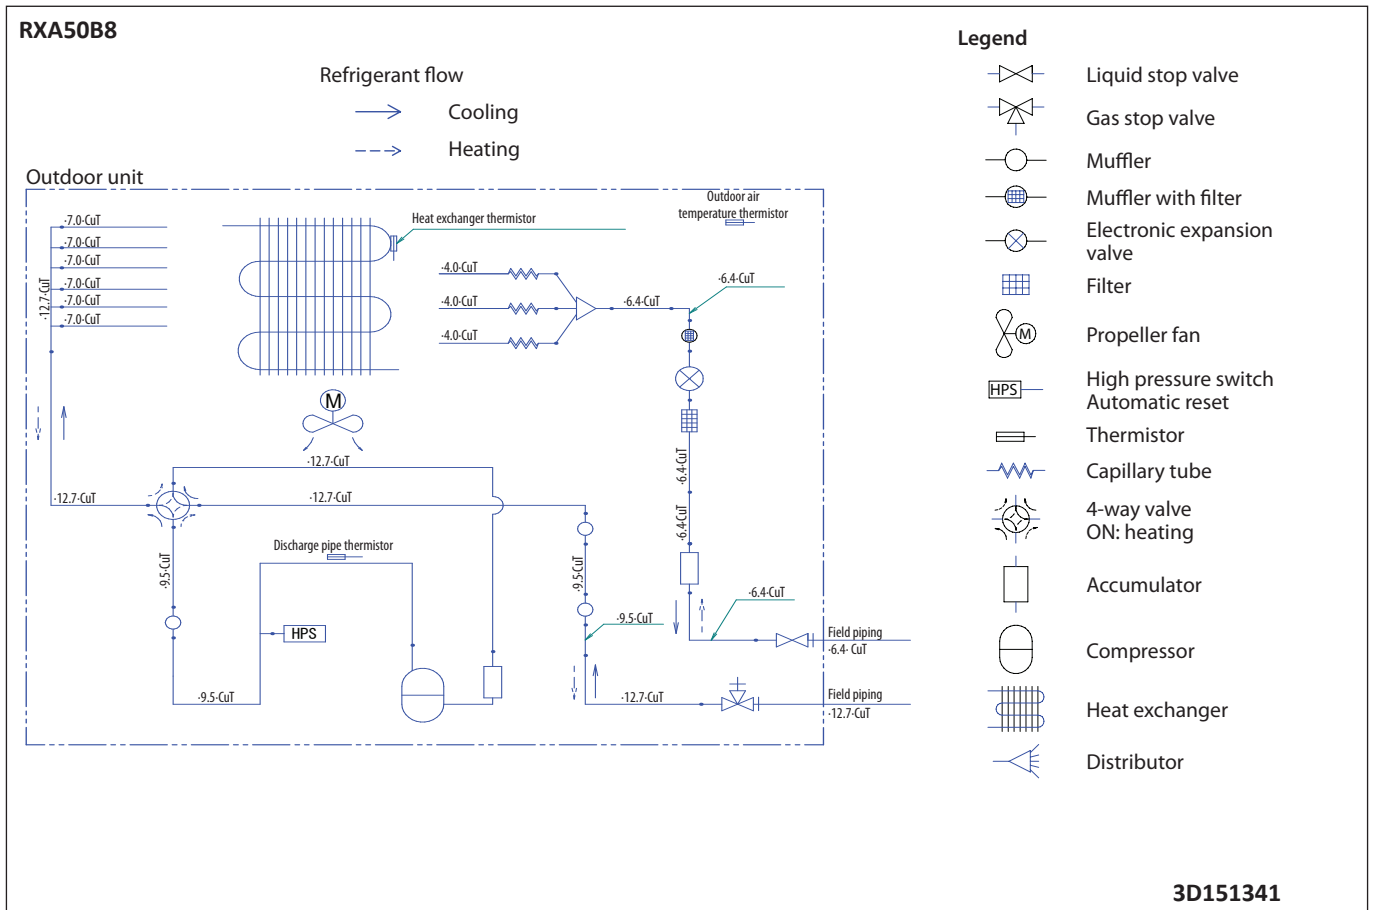 RXA50B8
Refrigerant flow
Cooling
Heating
Outdoor unit
·7.0·CuT
·7.0·CuT
·7.0·CuT
·7.0·CuT
·7.0·CuT
·7.0·CuT
·12.7·CuT
Heat exchanger thermistor
Outdoor air
temperature thermistor
·4.0·CuT
·4.0·CuT
·4.0·CuT
·6.4·CuT
·6.4·CuT
M
·12.7·CuT
·12.7·CuT
·12.7·CuT
·6.4·CuT
·6.4·CuT
Discharge pipe thermistor
·9.5·CuT
·9.5·CuT
HPS
·9.5·CuT
·6.4·CuT
·9.5·CuT
Field piping
·6.4· CuT
·12.7·CuT
Field piping
·12.7·CuT
Legend
Liquid stop valve
Gas stop valve
Muffler
Muffler with filter
Electronic expansion
valve
Filter
M
Propeller fan
HPS
High pressure switch
Automatic reset
Thermistor
Capillary tube
4-way valve
ON: heating
Accumulator
Compressor
Heat exchanger
Distributor
3D151341